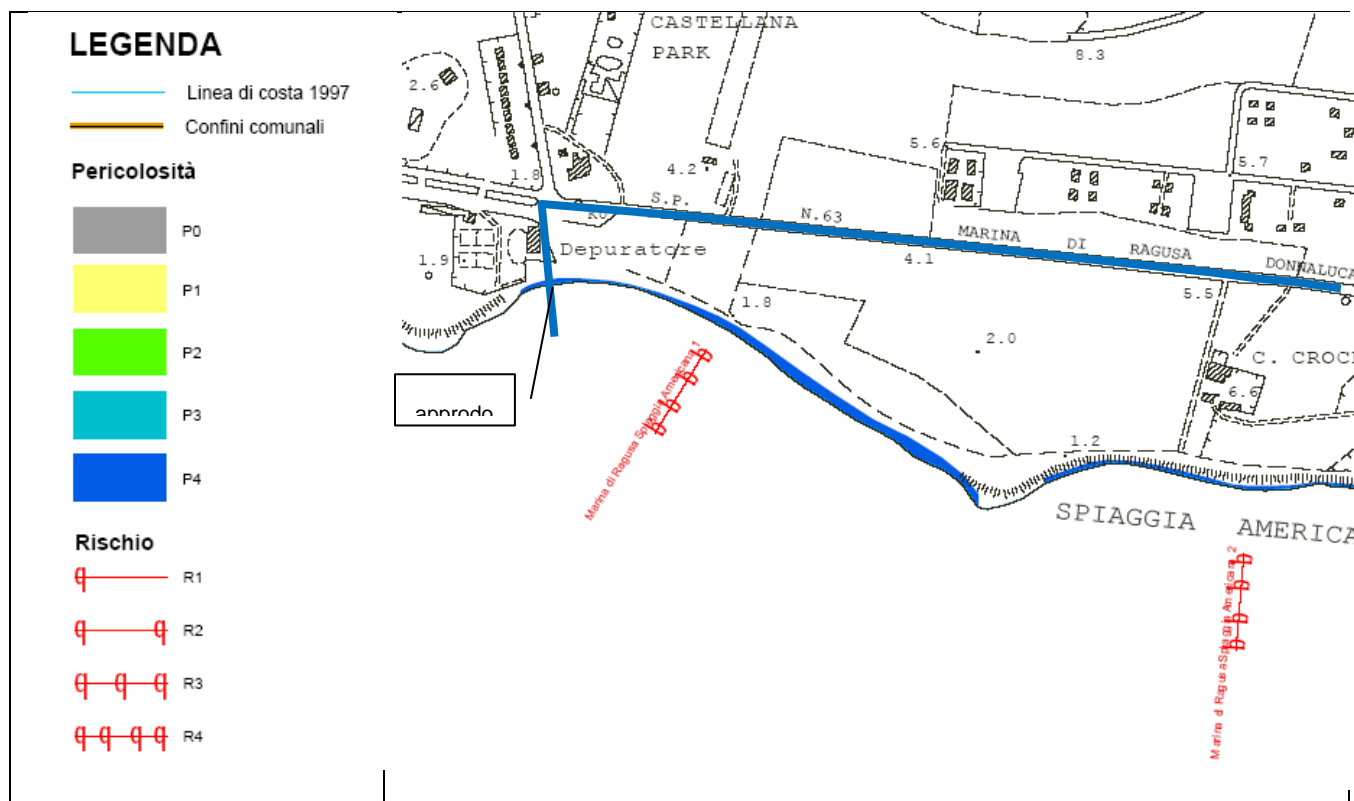 LEGENDA
Linea di costa 1997
Confini comunali
Pericolosità
P0
P1
P2
P3
P4
Rischio
R1
R2
R3
R4
CASTELLANA
PARK
8.3
2.6
5.6
5.7
1.8
4.2
S.P.
N.63
MARINA DI RAGUSA DONNALUCA
Depuratore
1.9
4.1
5.5
1.8
2.0
C. CROCI
6.6
approdo
1.2
SPIAGGIA AMERICA
Marina di Ragusa Spiaggia Americana 1
Marina di Ragusa Spiaggia Americana 2